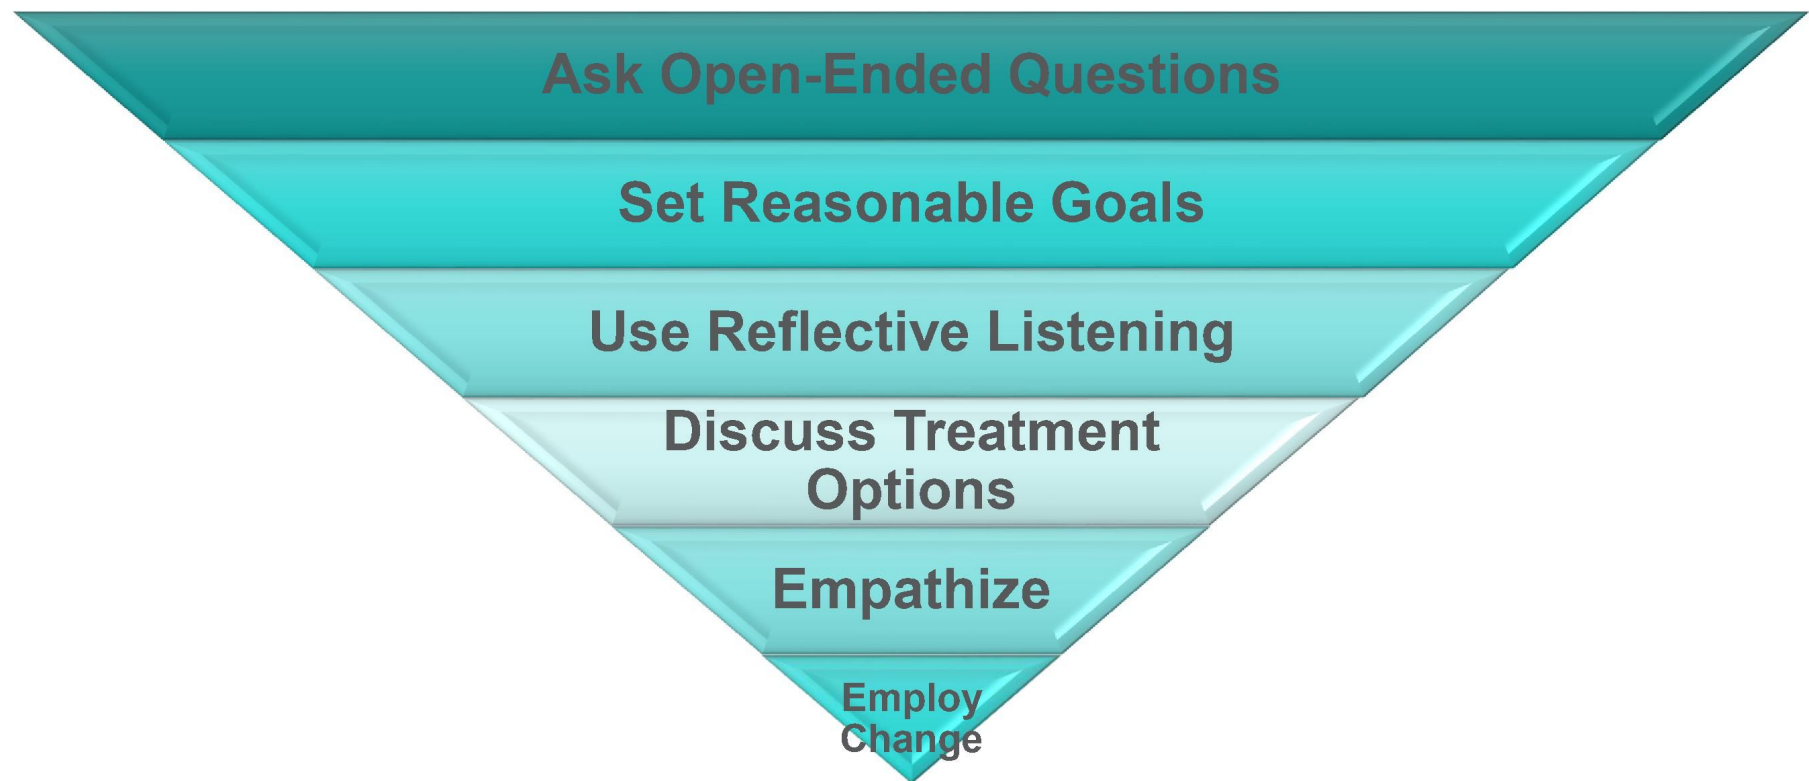 Ask Open-Ended Questions
Set Reasonable Goals
Use Reflective Listening
Discuss Treatment
Options
Empathize
Employ
Change